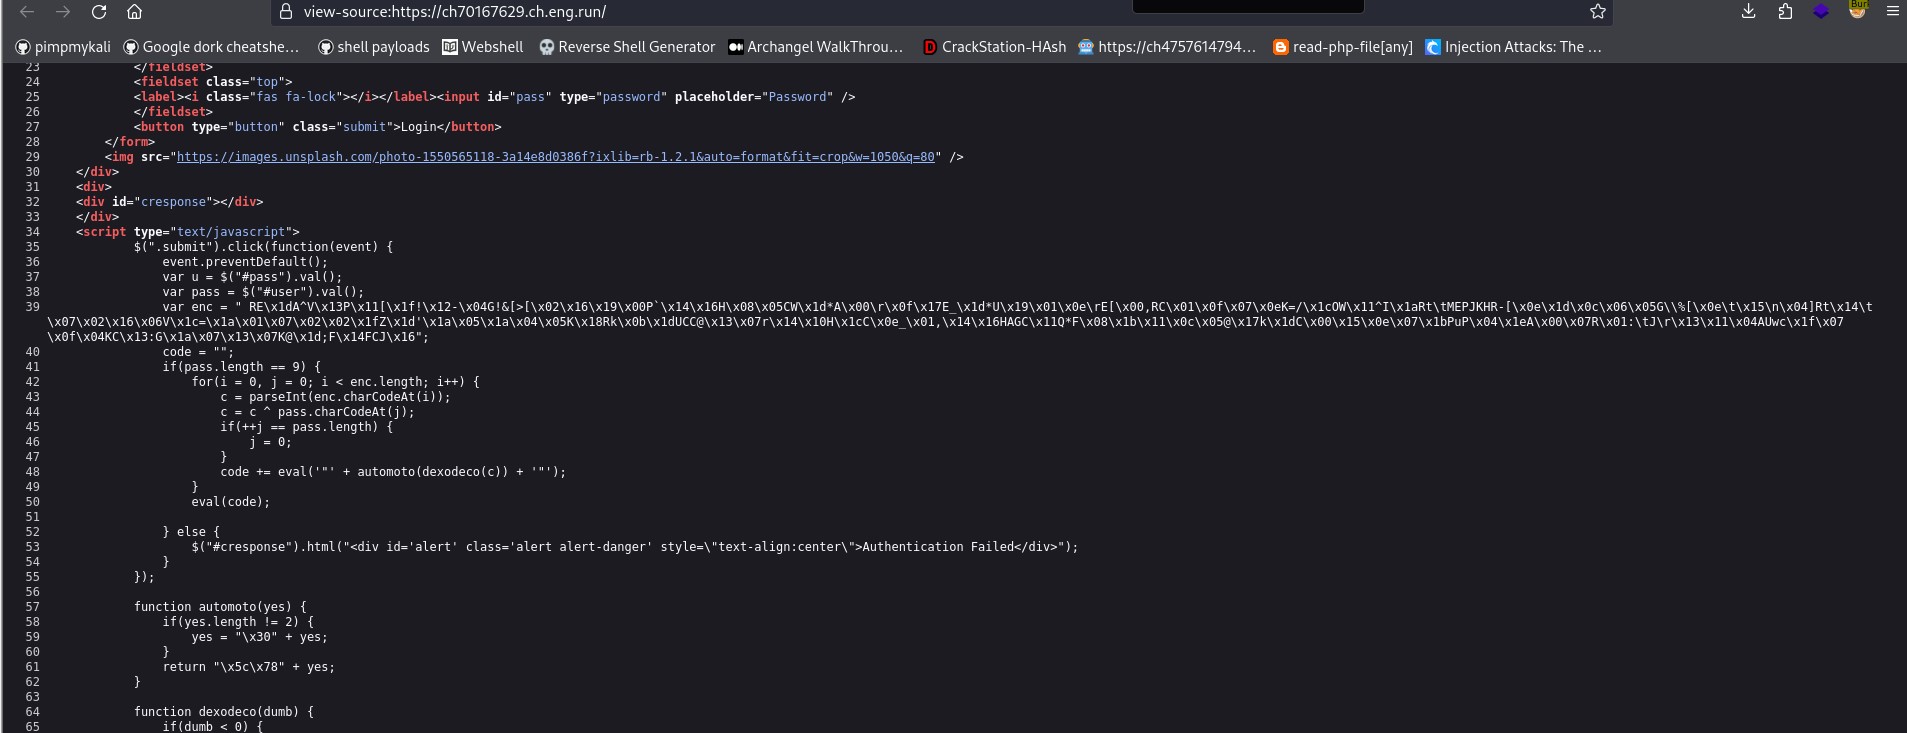 view-source:https://ch70167629.ch.eng.run/
Burp
pimpmykali Google dork cheatshe… shell payloads Webshell Reverse Shell Generator Archangel WalkThrou… CrackStation-HAsh https://ch4757614794… read-php-file[any] Injection Attacks: The …
23 </fieldset>
24 <fieldset class="top">
25 <label><i class="fas fa-lock"></i></label><input id="pass" type="password" placeholder="Password" />
26 </fieldset>
27 <button type="button" class="submit">Login</button>
28 </form>
29 <img src="https://images.unsplash.com/photo-1550565118-3a14e8d0386f?ixlib=rb-1.2.1&auto=format&fit=crop&w=1050&q=80" />
30 </div>
31 <div>
32 <div id="cresponse"></div>
33 </div>
34 <script type="text/javascript">
35 $(".submit").click(function(event) {
36 event.preventDefault();
37 var u = $("#pass").val();
38 var pass = $("#user").val();
39 var enc = " RE\x1dA^V\x13P\x11[\x1f!\x12-\x04G!&[>[\x02\x16\x19\x00P`\x14\x16H\x08\x05CW\x1d*A\x00\r\x0f\x17E_\x1d*U\x19\x01\x0e\rE[\x00,RC\x01\x0f\x07\x0eK=/\x1cOW\x11^I\x1aRt\tMEPJKHR-[\x0e\x1d\x0c\x06\x05G\\%[\x0e\t\x15\n\x04]Rt\x14\t
\x07\x02\x16\x06V\x1c=\x1a\x01\x07\x02\x02\x1fZ\x1d'\x1a\x05\x1a\x04\x05K\x18Rk\x0b\x1dUCC@\x13\x07r\x14\x10H\x1cC\x0e_\x01,\x14\x16HAGC\x11Q*F\x08\x1b\x11\x0c\x05@\x17k\x1dC\x00\x15\x0e\x07\x1bPuP\x04\x1eA\x00\x07R\x01:\tJ\r\x13\x11\x04AUwc\x1f\x07
\x0f\x04KC\x13:G\x1a\x07\x13\x07K@\x1d;F\x14FCJ\x16";
40 code = "";
41 if(pass.length == 9) {
42 for(i = 0, j = 0; i < enc.length; i++) {
43 c = parseInt(enc.charCodeAt(i));
44 c = c ^ pass.charCodeAt(j);
45 if(++j == pass.length) {
46 j = 0;
47 }
48 code += eval('"' + automoto(dexodeco(c)) + '"');
49 }
50 eval(code);
51
52 } else {
53 $("#cresponse").html("<div id='alert' class='alert alert-danger' style=\"text-align:center\">Authentication Failed</div>");
54 }
55 });
56
57 function automoto(yes) {
58 if(yes.length != 2) {
59 yes = "\x30" + yes;
60 }
61 return "\x5c\x78" + yes;
62 }
63
64 function dexodeco(dumb) {
65 if(dumb < 0) {